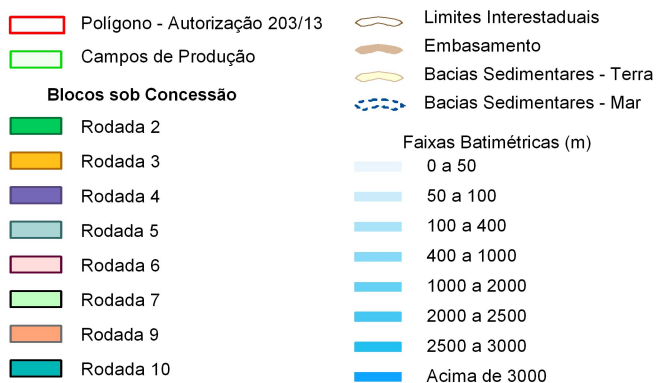 Polígono - Autorização 203/13
Campos de Produção
Blocos sob Concessão
Rodada 2
Rodada 3
Rodada 4
Rodada 5
Rodada 6
Rodada 7
Rodada 9
Rodada 10
Limites Interestaduais
Embasamento
Bacias Sedimentares - Terra
Bacias Sedimentares - Mar
Faixas Batimétricas (m)
0 a 50
50 a 100
100 a 400
400 a 1000
1000 a 2000
2000 a 2500
2500 a 3000
Acima de 3000